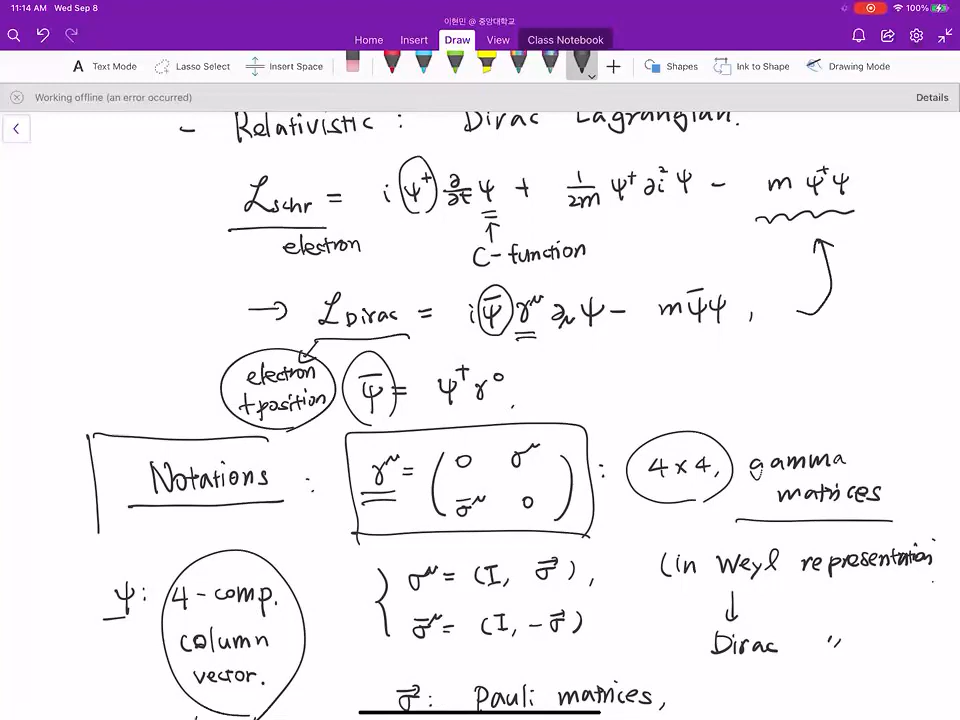 11:14 AM Wed Sep 8
100%
이현민 @ 중앙대학교
Home Insert Draw View Class Notebook
Text Mode Lasso Select Insert Space Shapes Ink to Shape Drawing Mode
Working offline (an error occurred) Details
- Relativistic : Dirac Lagrangian.
ℒschr = i ψ† ∂/∂t ψ + 1/2m ψ† ∂i² ψ - m ψ†ψ
electron
C-function
→ ℒDirac = i ψ̄ γ^μ ∂_μ ψ - m ψ̄ψ ,
electron
+position
ψ̄ = ψ†γ⁰ .
Notations : γ^μ = ( 0 σ^μ
σ̄^μ 0 ) : 4×4, gamma
matrices
(in Weyl representation
ψ: 4-comp.
column
vector.
{ σ^μ = (I, σ⃗ ),
σ̄^μ = (I, -σ⃗ )
↓
Dirac 〃
σ⃗ : Pauli matrices,